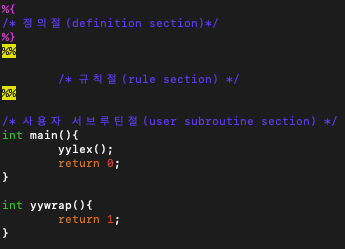 %{
/* 정의절(definition section)*/
%}
%%
/* 규칙절(rule section) */
%%
/* 사용자 서브루틴절(user subroutine section) */
int main(){
yylex();
return 0;
}
int yywrap(){
return 1;
}